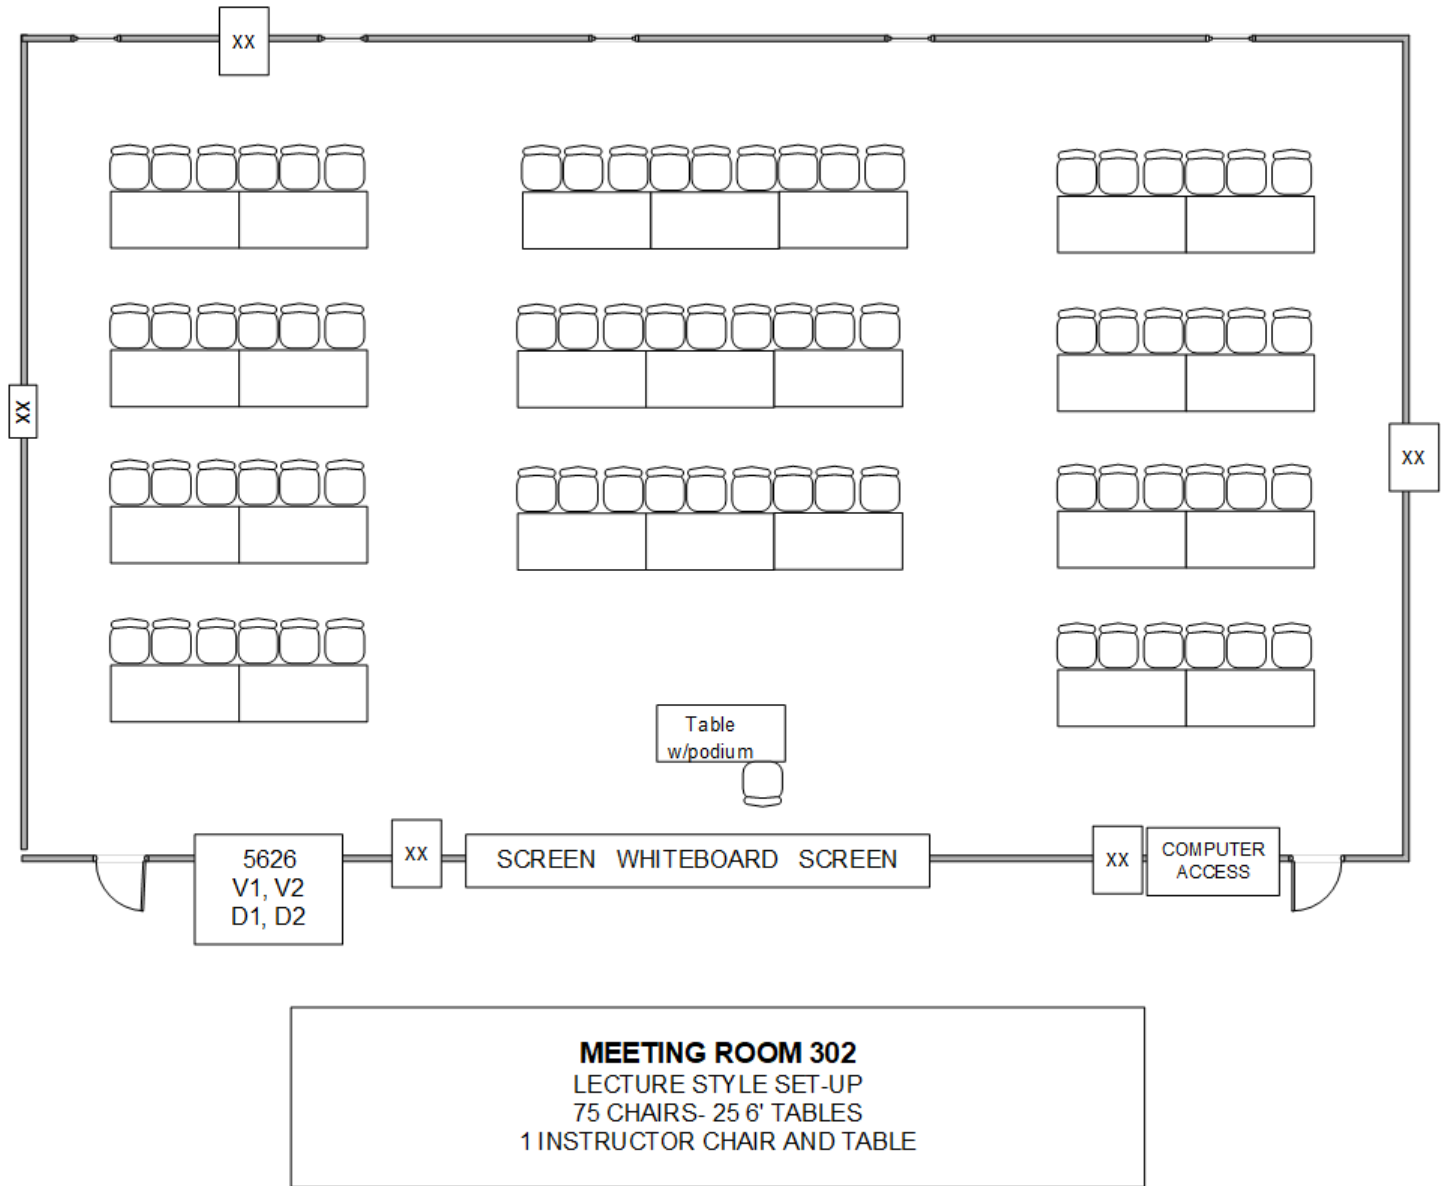 XX
XX
XX
Table
w/podium
5626
V1, V2
D1, D2
XX
SCREEN WHITEBOARD SCREEN
XX
COMPUTER
ACCESS
MEETING ROOM 302
LECTURE STYLE SET-UP
75 CHAIRS- 25 6' TABLES
1 INSTRUCTOR CHAIR AND TABLE